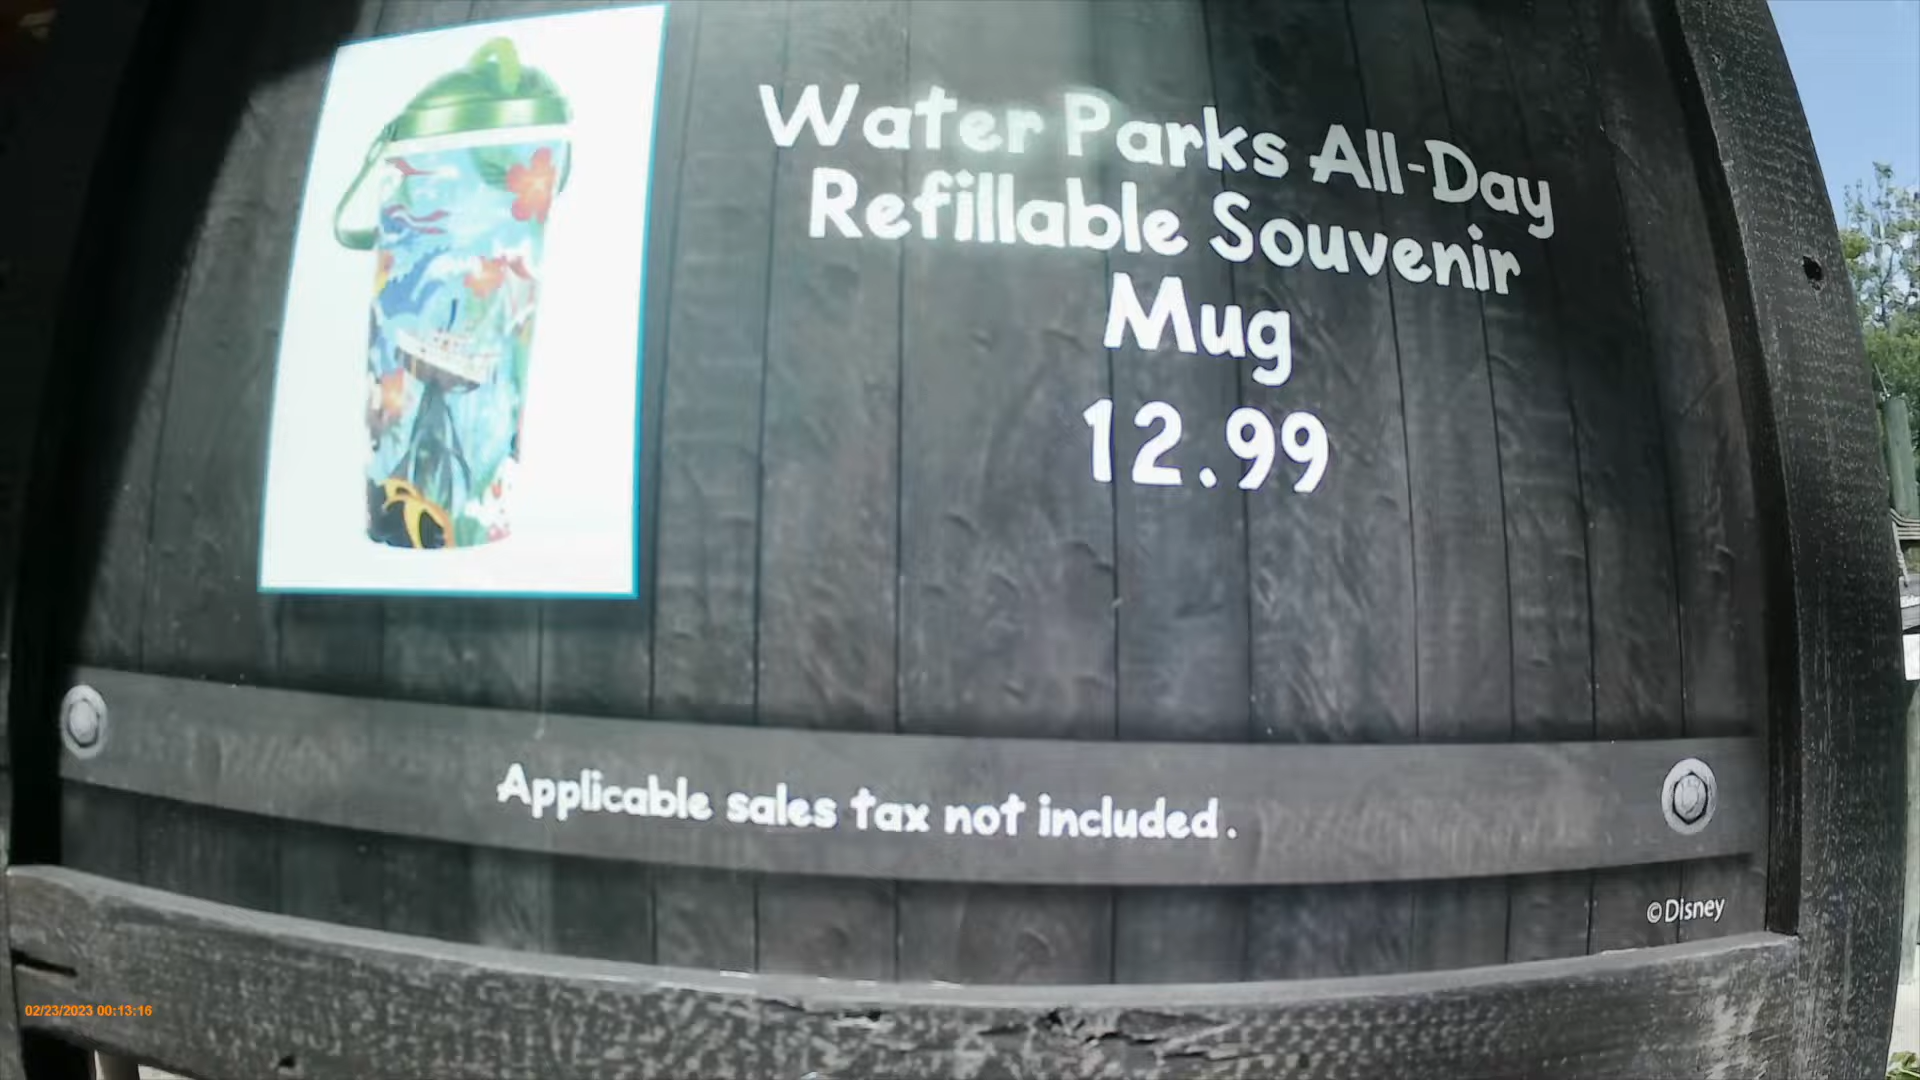 Water Parks All-Day
Refillable Souvenir
Mug
12.99
Applicable sales tax not included.
©Disney
02/23/2023 00:13:16